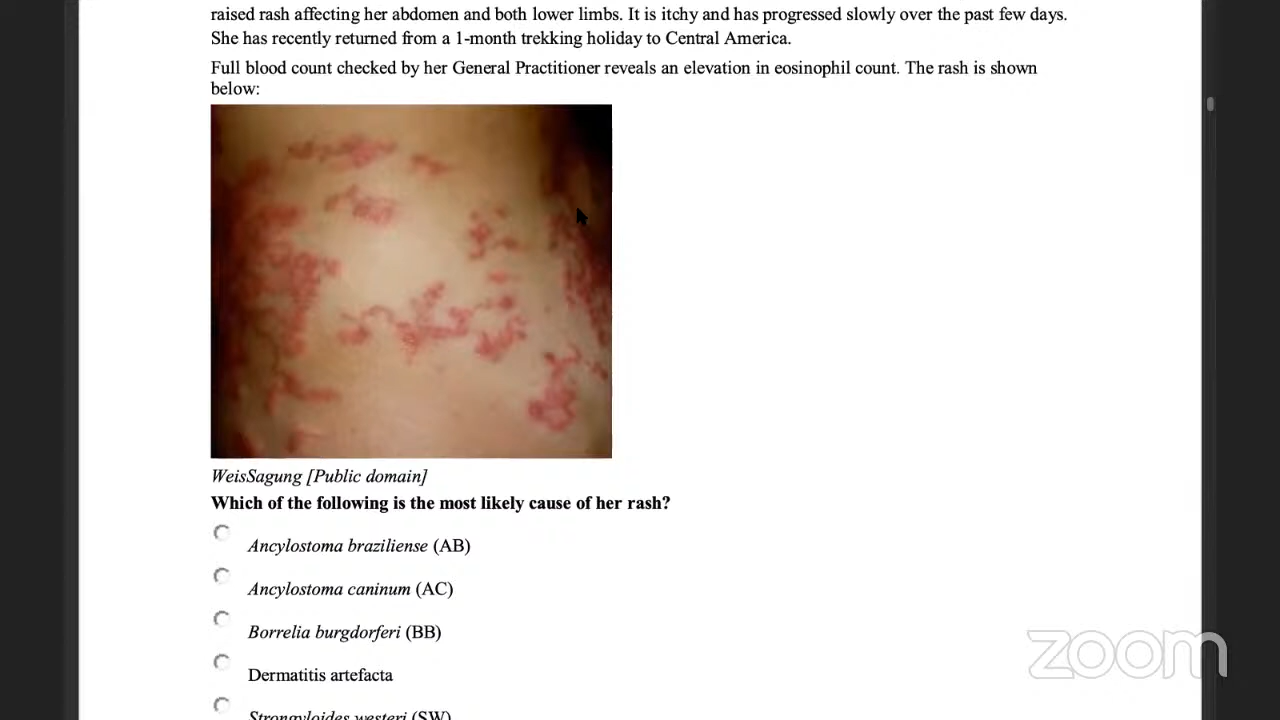 raised rash affecting her abdomen and both lower limbs. It is itchy and has progressed slowly over the past few days.
She has recently returned from a 1-month trekking holiday to Central America.
Full blood count checked by her General Practitioner reveals an elevation in eosinophil count. The rash is shown
below:
WeisSagung [Public domain]
Which of the following is the most likely cause of her rash?
Ancylostoma braziliense (AB)
Ancylostoma caninum (AC)
Borrelia burgdorferi (BB)
Dermatitis artefacta
Strongyloides westeri (SW)
zoom